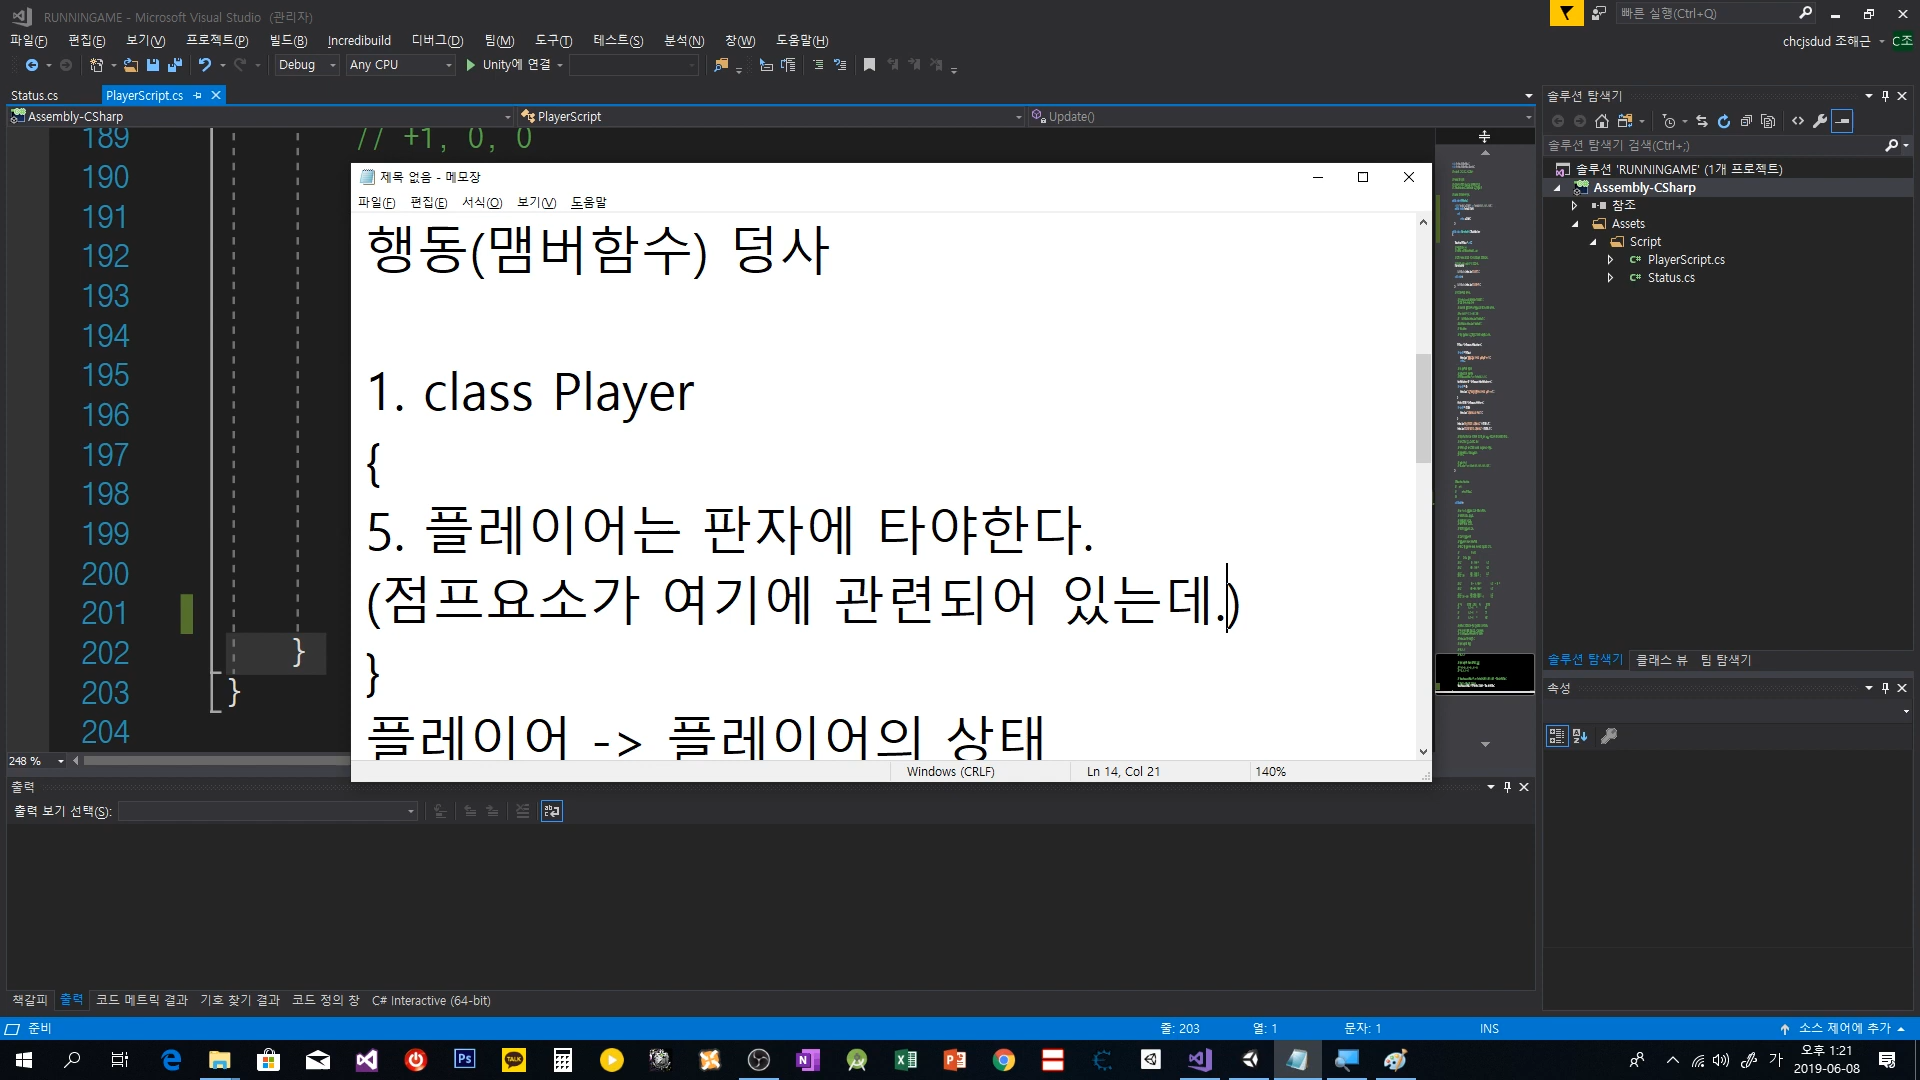 RUNNINGAME - Microsoft Visual Studio (관리자)
빠른 실행(Ctrl+Q)
파일(F) 편집(E) 보기(V) 프로젝트(P) 빌드(B) Incredibuild 디버그(D) 팀(M) 도구(T) 테스트(S) 분석(N) 창(W) 도움말(H)
chcjsdud 조해근 C조
Debug Any CPU Unity에 연결
Status.cs PlayerScript.cs
Assembly-CSharp PlayerScript Update()
189 // +1, 0, 0
190
191
192
193
194
195
196
197
198
199
200
201
202 }
203 }
204
248 %
제목 없음 - 메모장
파일(F) 편집(E) 서식(O) 보기(V) 도움말
행동(맴버함수) 덩사
1. class Player
{
5. 플레이어는 판자에 타야한다.
(점프요소가 여기에 관련되어 있는데.)
}
플레이어 -> 플레이어의 상태
Windows (CRLF) Ln 14, Col 21 140%
솔루션 탐색기
솔루션 탐색기 검색(Ctrl+;)
솔루션 'RUNNINGAME' (1개 프로젝트)
Assembly-CSharp
참조
Assets
Script
C# PlayerScript.cs
C# Status.cs
솔루션 탐색기 클래스 뷰 팀 탐색기
속성
출력
출력 보기 선택(S):
책갈피 출력 코드 메트릭 결과 기호 찾기 결과 코드 정의 창 C# Interactive (64-bit)
준비 줄: 203 열: 1 문자: 1 INS 소스 제어에 추가
가 오후 1:21
2019-06-08